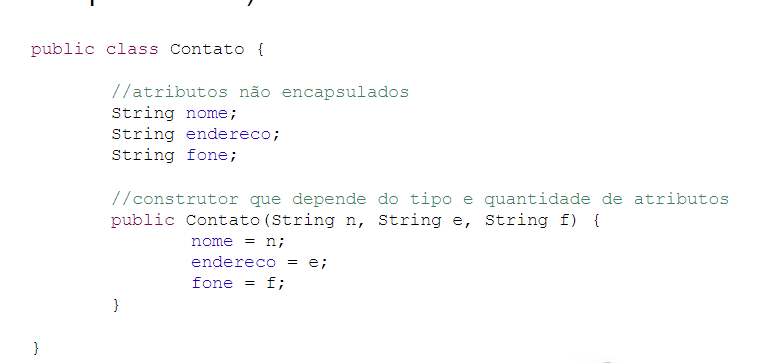 public class Contato {
//atributos não encapsulados
String nome;
String endereco;
String fone;
//construtor que depende do tipo e quantidade de atributos
public Contato(String n, String e, String f) {
nome = n;
endereco = e;
fone = f;
}
}